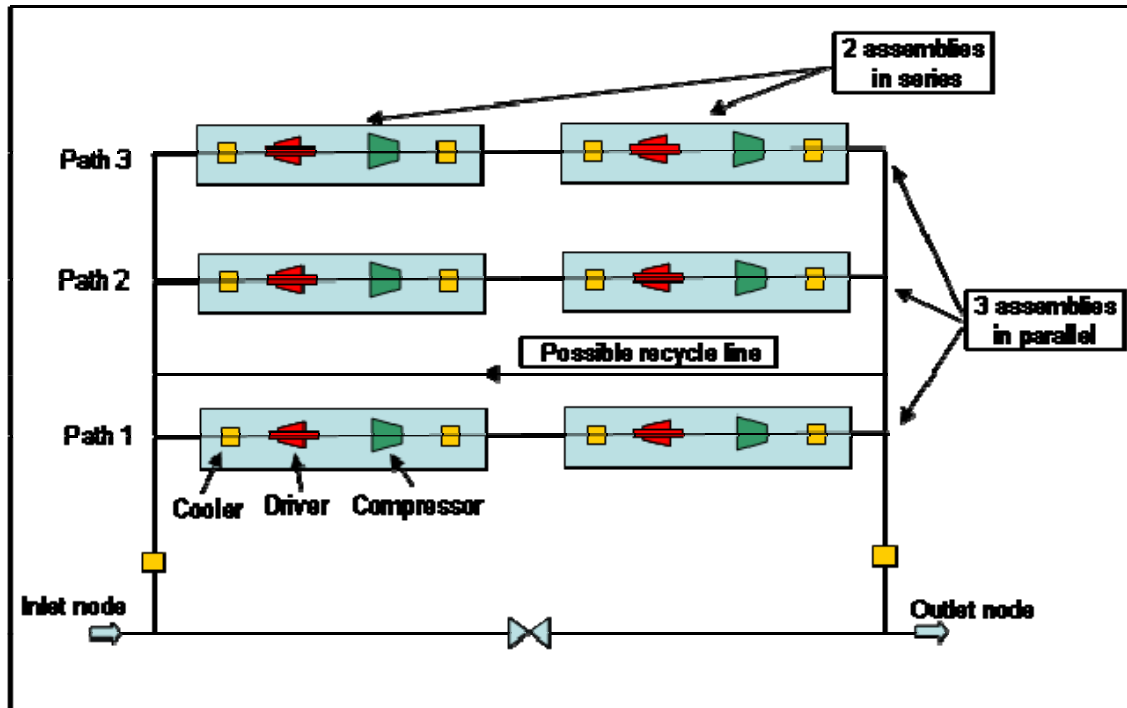 2 assemblies
in series
Path 3
Path 2
3 assemblies
in parallel
Possible recycle line
Path 1
Cooler
Driver
Compressor
Inlet node
Outlet node